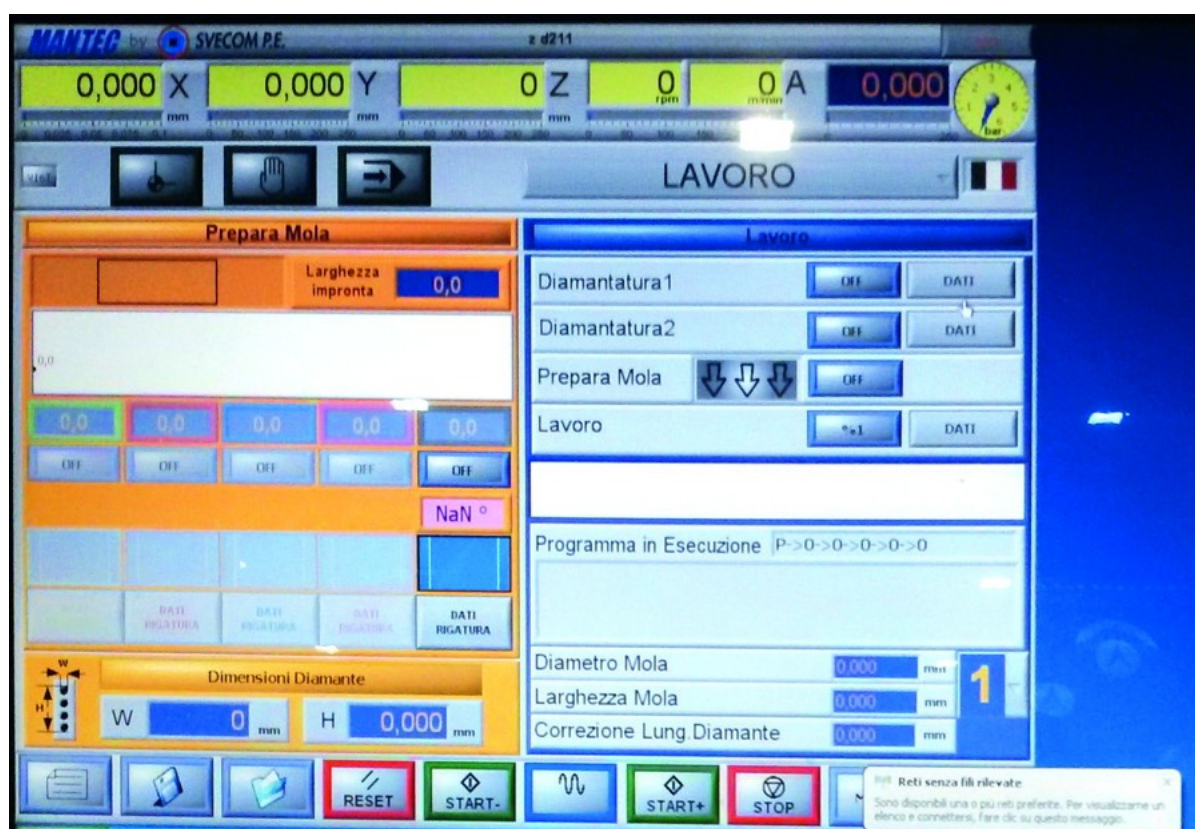 MANTEC by SVECOM P.E. z d211
0,000 X 0,000 Y 0 Z 0 0 A 0,000
mm mm mm rpm m/min bar
LAVORO
Prepara Mola
Larghezza
impronta 0,0
0,0
0,0 0,0 0,0 0,0 0,0
OFF OFF OFF OFF OFF
NaN °
DATI
RIGATURA
DATI
RIGATURA
DATI
RIGATURA
DATI
RIGATURA
Dimensioni Diamante
W
H
W 0 mm H 0,000 mm
Lavoro
Diamantatura1 OFF DATI
Diamantatura2 OFF DATI
Prepara Mola OFF
Lavoro DATI
Programma in Esecuzione P->0->0->0->0->0
Diametro Mola 0,000 mm
Larghezza Mola 0,000 mm
Correzione Lung.Diamante 0,000 mm
1
RESET START- START+ STOP
Reti senza fili rilevate
Sono disponibili una o più reti preferite. Per visualizzarne un
elenco e connettersi, fare clic su questo messaggio.